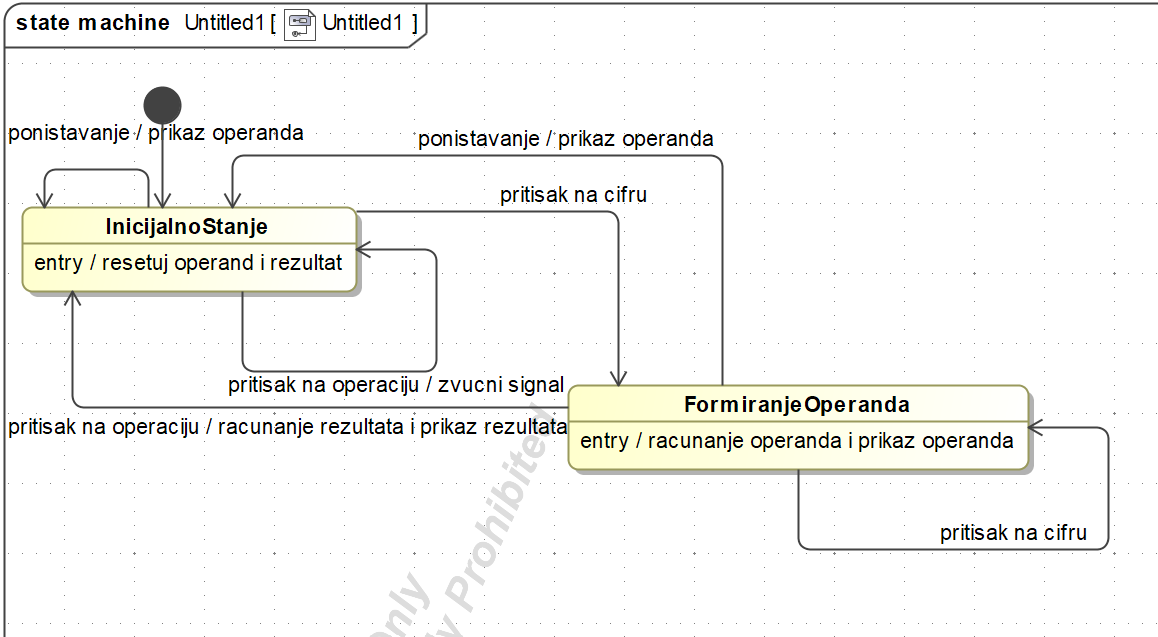 state machine Untitled1 [ Untitled1 ]
ponistavanje / prikaz operanda
ponistavanje / prikaz operanda
pritisak na cifru
InicijalnoStanje
entry / resetuj operand i rezultat
pritisak na operaciju / zvucni signal
FormiranjeOperanda
pritisak na operaciju / racunanje rezultata i prikaz rezultata
entry / racunanje operanda i prikaz operanda
pritisak na cifru
only
Prohibited